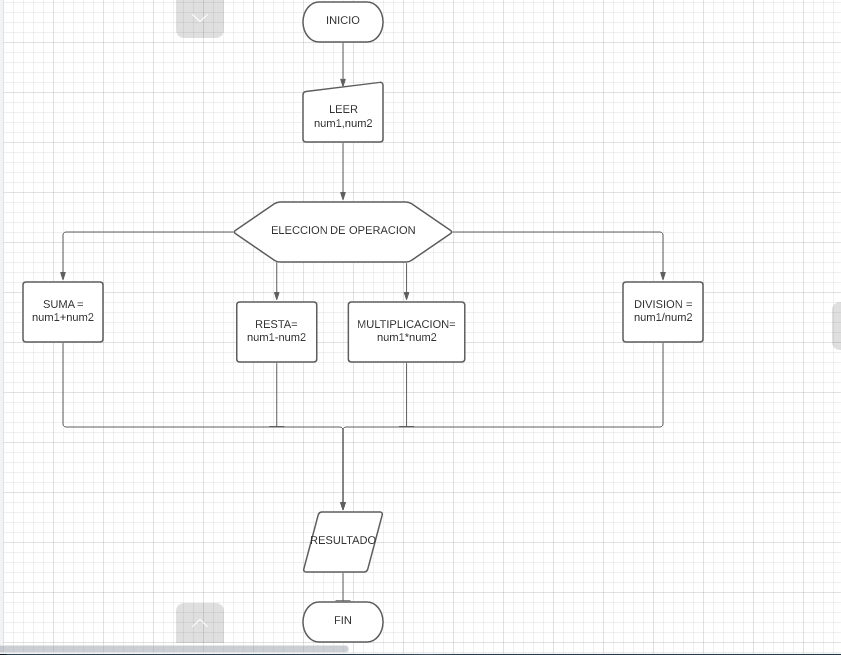 INICIO
LEER
num1,num2
ELECCION DE OPERACION
SUMA =
num1+num2
RESTA=
num1-num2
MULTIPLICACION=
num1*num2
DIVISION =
num1/num2
RESULTADO
FIN